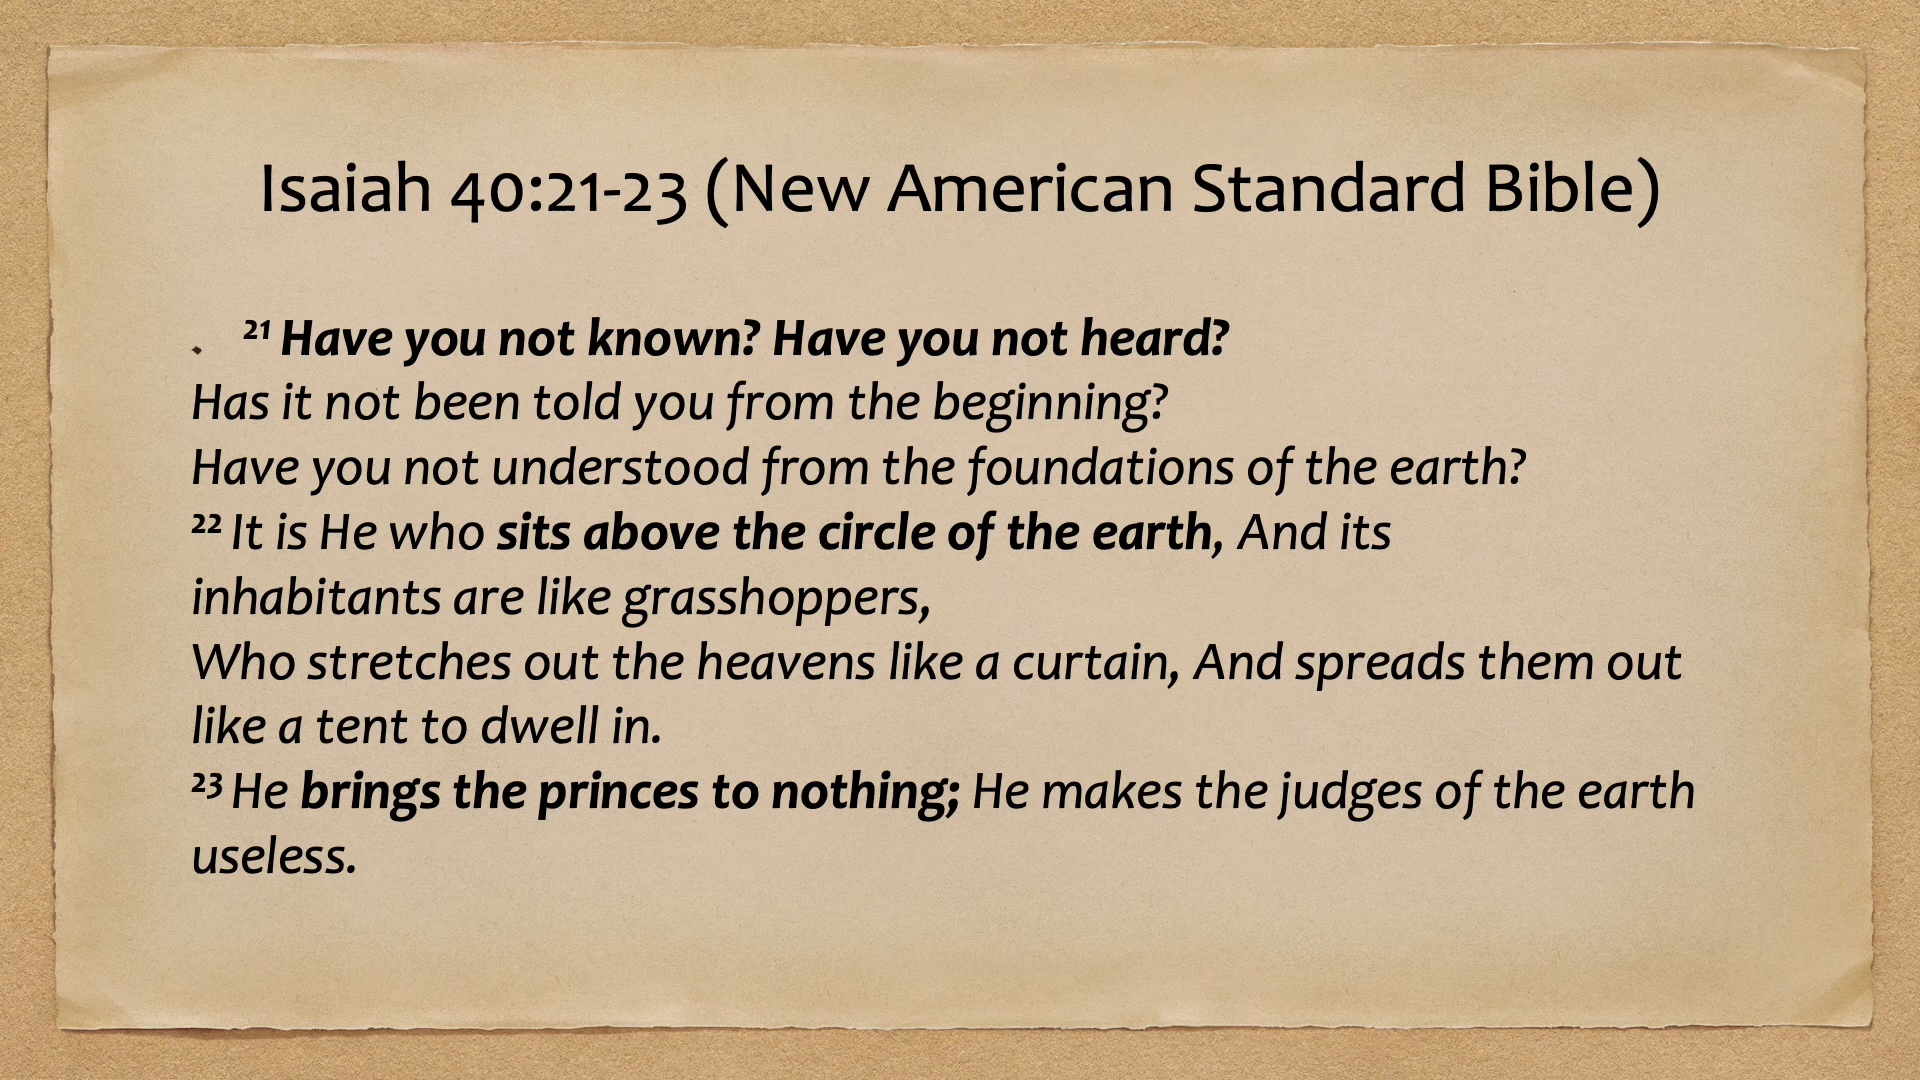 Isaiah 40:21-23 (New American Standard Bible)
21 Have you not known? Have you not heard?
Has it not been told you from the beginning?
Have you not understood from the foundations of the earth?
22 It is He who sits above the circle of the earth, And its
inhabitants are like grasshoppers,
Who stretches out the heavens like a curtain, And spreads them out
like a tent to dwell in.
23 He brings the princes to nothing; He makes the judges of the earth
useless.